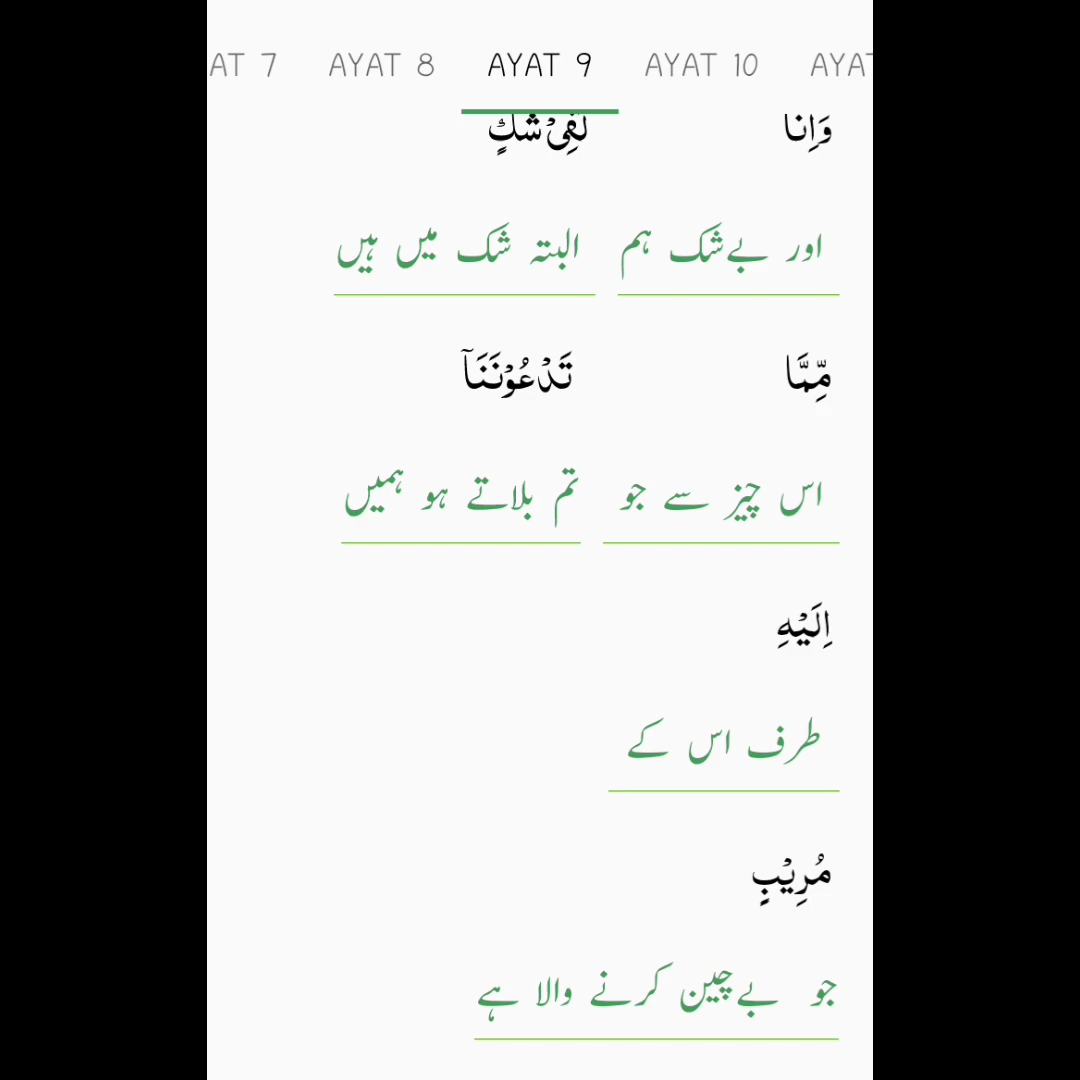 AT 7 AYAT 8 AYAT 9 AYAT 10 AYAT
وَاِنَّا لَفِیْ شَكٍّ
اور بے شک ہم البتہ شک میں ہیں
مِّمَّا تَدْعُوْنَنَاۤ
اس چیز سے جو تم بلاتے ہو ہمیں
اِلَیْهِ
طرف اس کے
مُرِیْبٍ
جو بے چین کرنے والا ہے